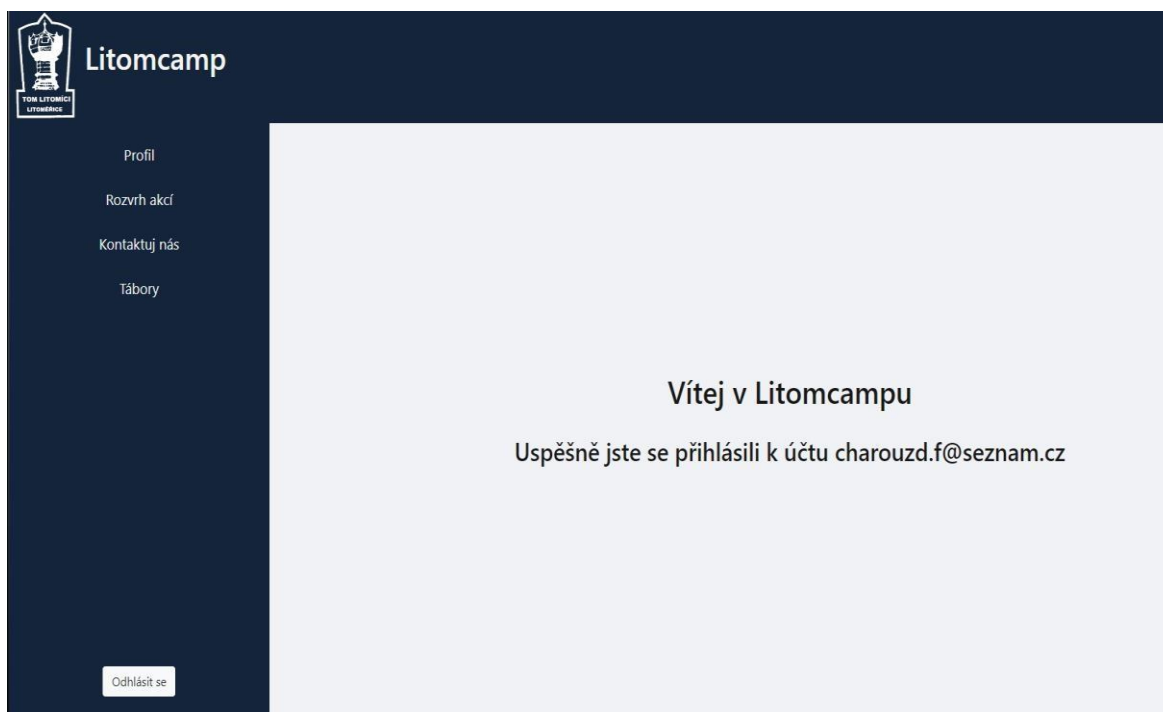 TOM LITOMÍCI
LITOMĚŘICE
Litomcamp
Profil
Rozvrh akcí
Kontaktuj nás
Tábory
Vítej v Litomcampu
Uspěšně jste se přihlásili k účtu charouzd.f@seznam.cz
Odhlásit se